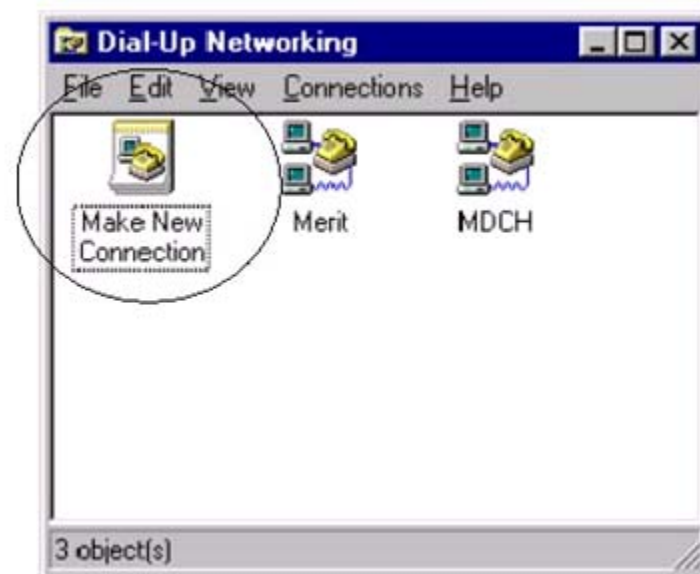 Dial-Up Networking
File Edit View Connections Help
Make New Connection
Merit
MDCH
3 object(s)